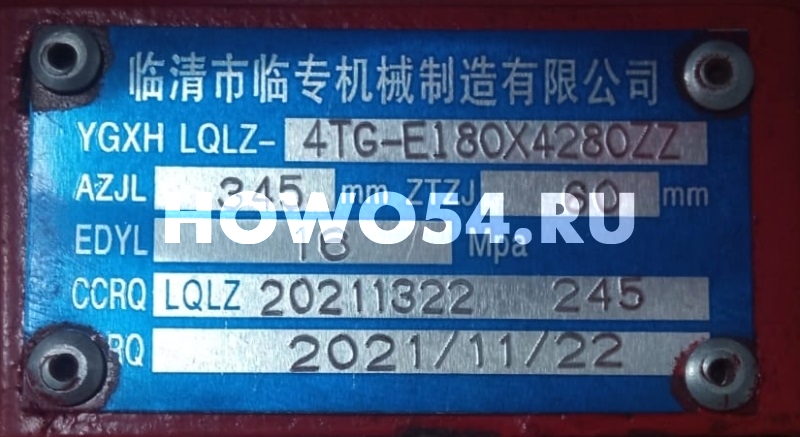 临清市临专机械制造有限公司
YGXH LQLZ- 4TG-E180X4280ZZ
AZJL 345 mm ZTZJ 60 mm
HOWO54.RU
EDYL 16 Mpa
CCRQ LQLZ 20211322 245
RQ 2021/11/22